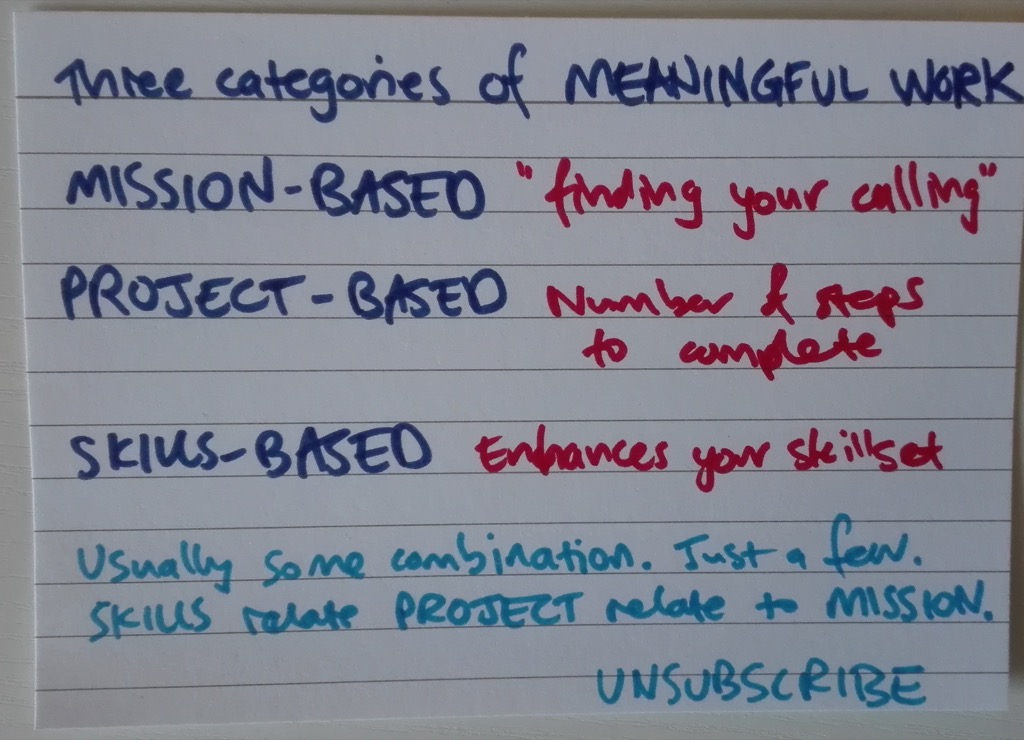 Three categories of MEANINGFUL WORK
MISSION-BASED "finding your calling"
PROJECT-BASED Number of steps
to complete
SKILLS-BASED Enhances your skillset
Usually some combination. Just a few.
SKILLS relate PROJECT relate to MISSION.
UNSUBSCRIBE